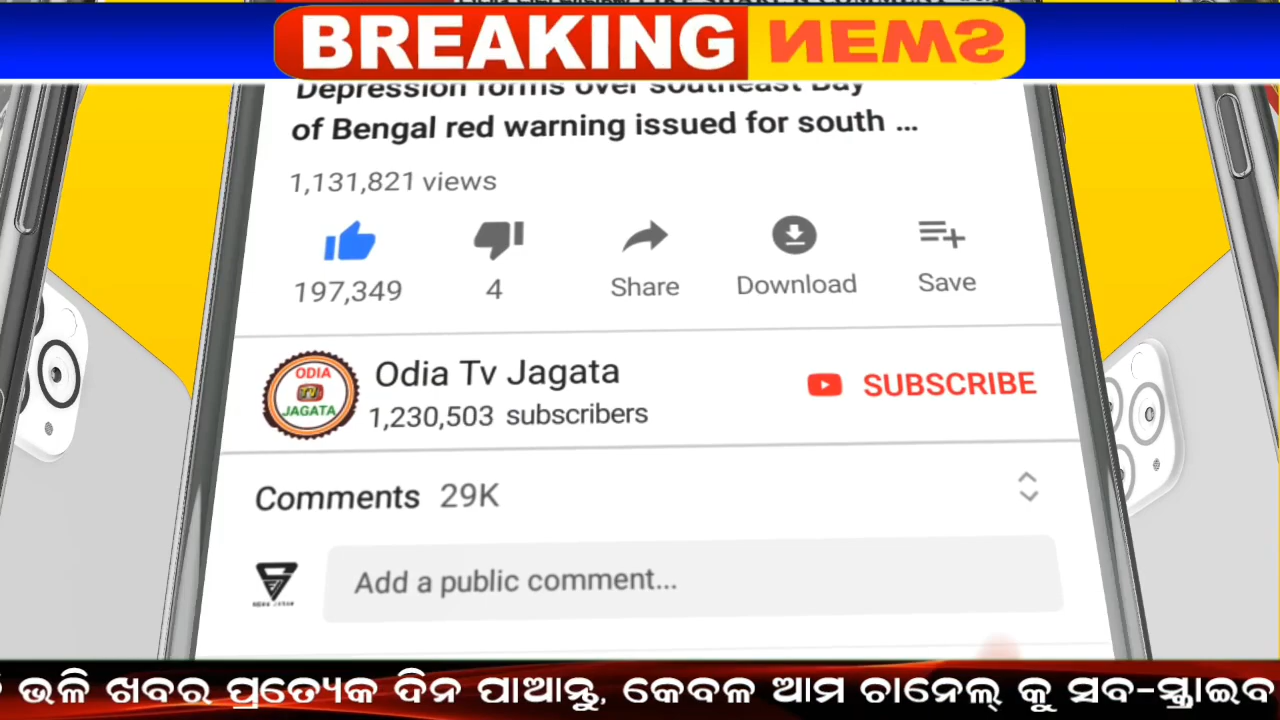 BREAKING NEWS
Depression forms over southeast Bay
of Bengal red warning issued for south ...
1,131,821 views
197,349
4
Share
Download
Save
ODIA
TV
JAGATA
Odia Tv Jagata
1,230,503 subscribers
SUBSCRIBE
Comments 29K
Add a public comment...
ଭଳି ଖବର ପ୍ରତ୍ୟେକ ଦିନ ପାଆନ୍ତୁ, କେବଳ ଆମ ଚାନେଲ୍ କୁ ସବ-ସ୍କ୍ରାଇବ